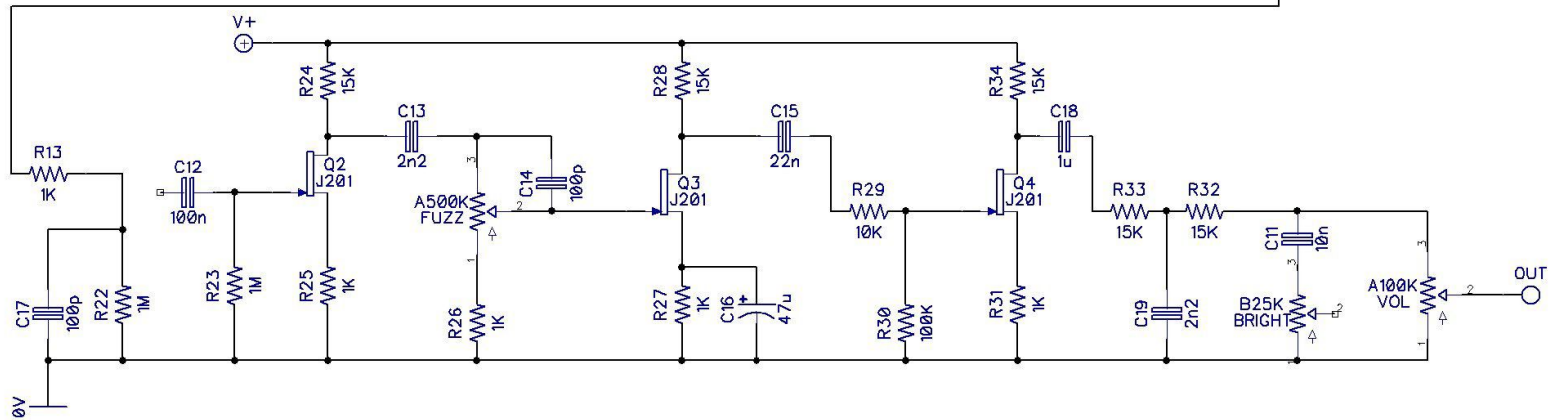 V+
R24
15K
R28
15K
R34
15K
C13
2n2
C15
22n
C18
1u
R13
1K
C12
100n
Q2
J201
3
A500K
FUZZ
2
1
C14
100p
Q3
J201
R29
10K
Q4
J201
R33
15K
R32
15K
C11
10n
3
3
OUT
C17
100p
R22
1M
R23
1M
R25
1K
R26
1K
R27
1K
+
C16
47u
R30
100K
R31
1K
C19
2n2
B25K
BRIGHT
2
1
A100K
VOL
2
1
0V